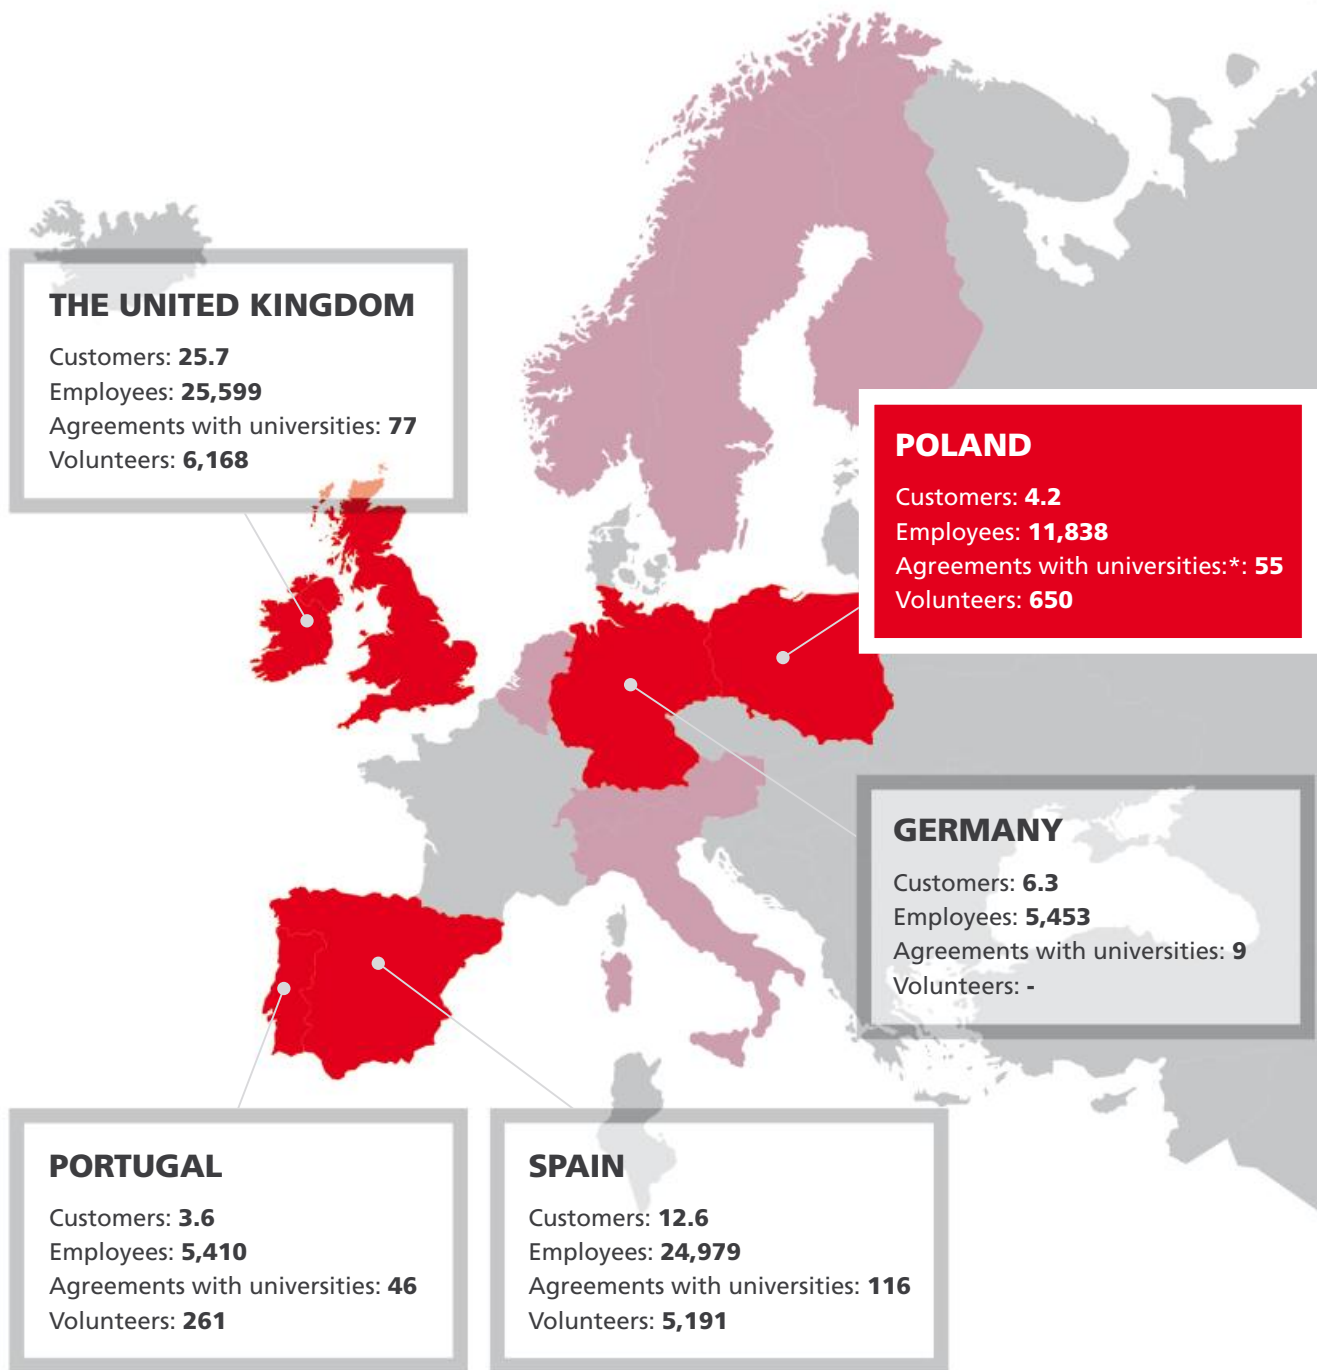 THE UNITED KINGDOM
Customers: 25.7
Employees: 25,599
Agreements with universities: 77
Volunteers: 6,168
POLAND
Customers: 4.2
Employees: 11,838
Agreements with universities:*: 55
Volunteers: 650
GERMANY
Customers: 6.3
Employees: 5,453
Agreements with universities: 9
Volunteers: -
PORTUGAL
Customers: 3.6
Employees: 5,410
Agreements with universities: 46
Volunteers: 261
SPAIN
Customers: 12.6
Employees: 24,979
Agreements with universities: 116
Volunteers: 5,191